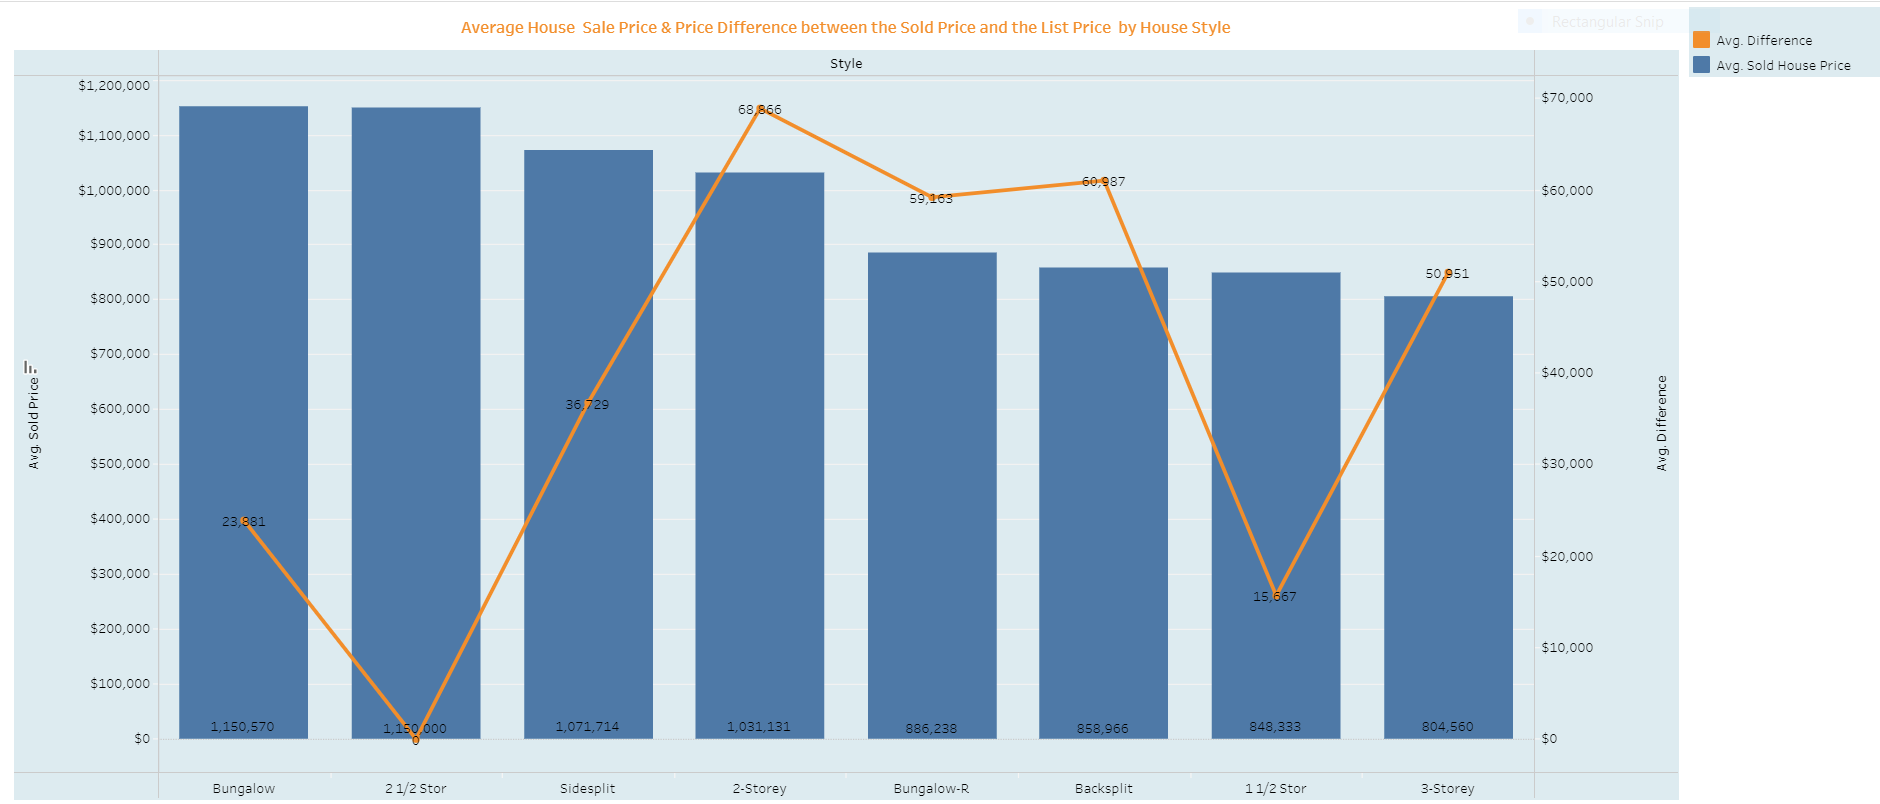 Average House  Sale Price & Price Difference between the Sold Price and the List Price  by House Style
Rectangular Snip
Avg. Difference
Avg. Sold House Price
Style
$1,200,000
$1,100,000
$1,000,000
$900,000
$800,000
$700,000
$600,000
$500,000
$400,000
$300,000
$200,000
$100,000
$0
Avg. Sold Price
23,881
0
36,729
68,866
59,163
60,987
15,667
50,951
1,150,570
1,150,000
1,071,714
1,031,131
886,238
858,966
848,333
804,560
$70,000
$60,000
$50,000
$40,000
$30,000
$20,000
$10,000
$0
Avg. Difference
Bungalow
2 1/2 Stor
Sidesplit
2-Storey
Bungalow-R
Backsplit
1 1/2 Stor
3-Storey